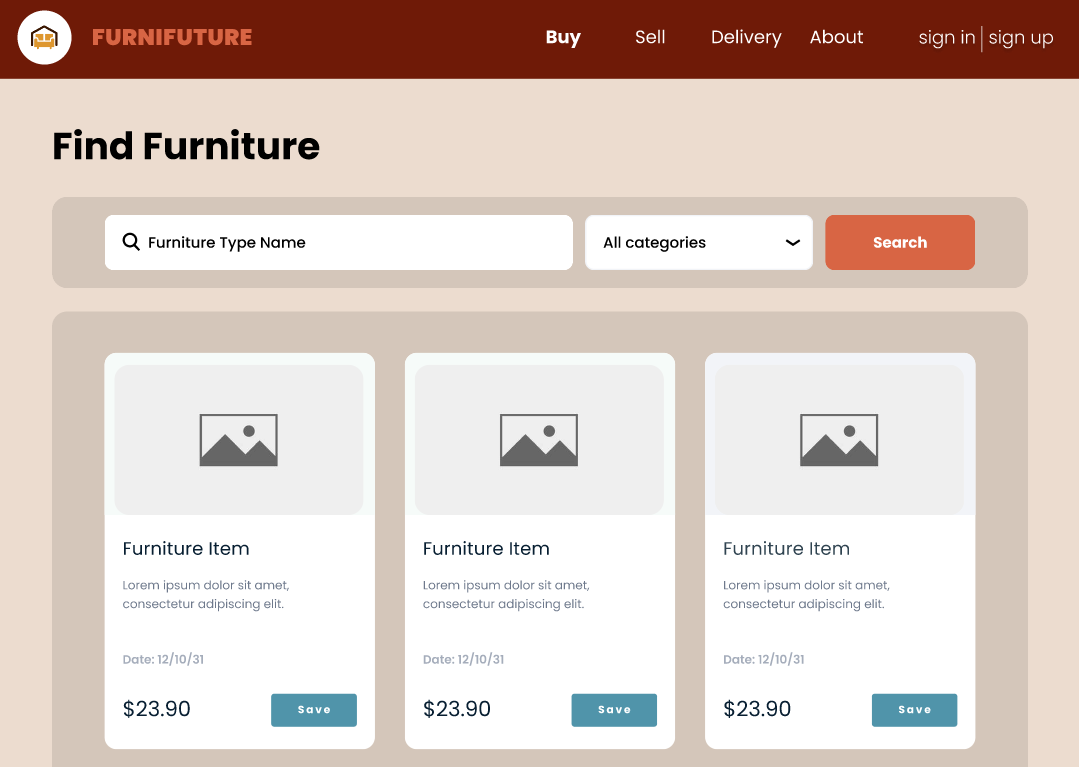 FURNIFUTURE
Buy Sell Delivery About sign in | sign up
Find Furniture
Furniture Type Name
All categories
Search
Furniture Item
Lorem ipsum dolor sit amet,
consectetur adipiscing elit.
Date: 12/10/31
$23.90
Save
Furniture Item
Lorem ipsum dolor sit amet,
consectetur adipiscing elit.
Date: 12/10/31
$23.90
Save
Furniture Item
Lorem ipsum dolor sit amet,
consectetur adipiscing elit.
Date: 12/10/31
$23.90
Save